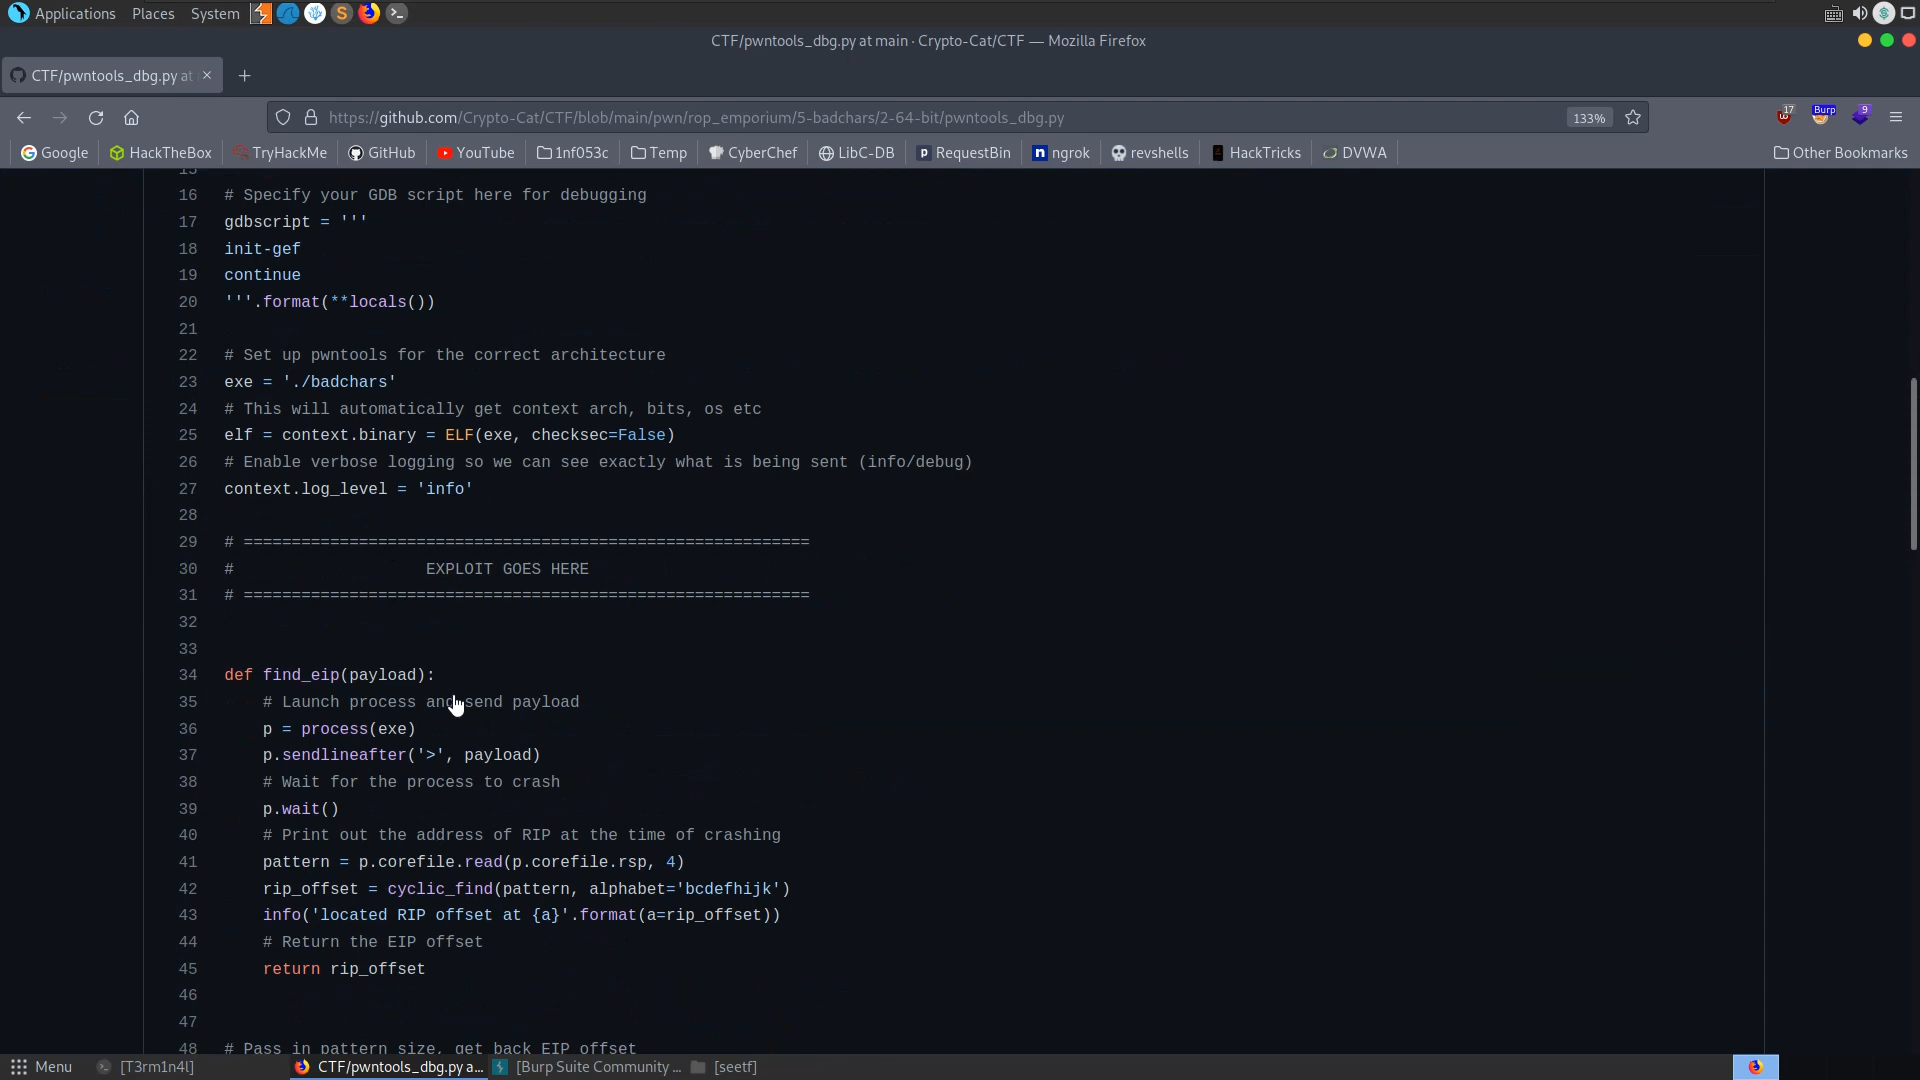 Applications Places System
CTF/pwntools_dbg.py at main · Crypto-Cat/CTF — Mozilla Firefox
CTF/pwntools_dbg.py at
https://github.com/Crypto-Cat/CTF/blob/main/pwn/rop_emporium/5-badchars/2-64-bit/pwntools_dbg.py 133% 17 Burp 9
Google HackTheBox TryHackMe GitHub YouTube 1nf053c Temp CyberChef LibC-DB RequestBin ngrok revshells HackTricks DVWA Other Bookmarks
15
16 # Specify your GDB script here for debugging
17 gdbscript = '''
18 init-gef
19 continue
20 '''.format(**locals())
21
22 # Set up pwntools for the correct architecture
23 exe = './badchars'
24 # This will automatically get context arch, bits, os etc
25 elf = context.binary = ELF(exe, checksec=False)
26 # Enable verbose logging so we can see exactly what is being sent (info/debug)
27 context.log_level = 'info'
28
29 # ===========================================================
30 # EXPLOIT GOES HERE
31 # ===========================================================
32
33
34 def find_eip(payload):
35 # Launch process and send payload
36 p = process(exe)
37 p.sendlineafter('>', payload)
38 # Wait for the process to crash
39 p.wait()
40 # Print out the address of RIP at the time of crashing
41 pattern = p.corefile.read(p.corefile.rsp, 4)
42 rip_offset = cyclic_find(pattern, alphabet='bcdefhijk')
43 info('located RIP offset at {a}'.format(a=rip_offset))
44 # Return the EIP offset
45 return rip_offset
46
47
48 # Pass in pattern size, get back EIP offset
Menu [T3rm1n4l] CTF/pwntools_dbg.py a... [Burp Suite Community ... [seetf]